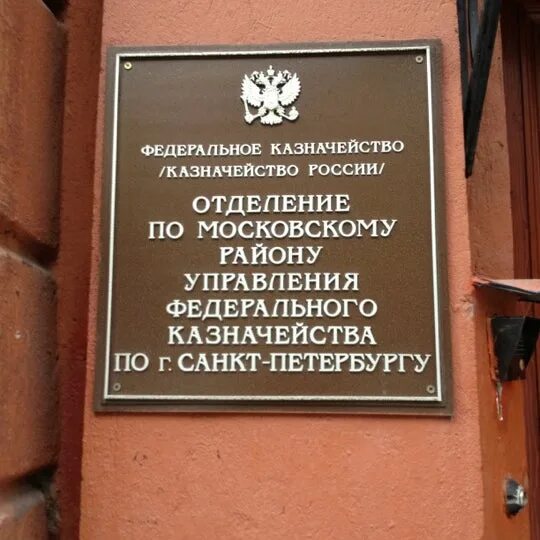 ФЕДЕРАЛЬНОЕ КАЗНАЧЕЙСТВО
/КАЗНАЧЕЙСТВО РОССИИ/
ОТДЕЛЕНИЕ
ПО МОСКОВСКОМУ
РАЙОНУ
УПРАВЛЕНИЯ
ФЕДЕРАЛЬНОГО
КАЗНАЧЕЙСТВА
ПО г. САНКТ-ПЕТЕРБУРГУ